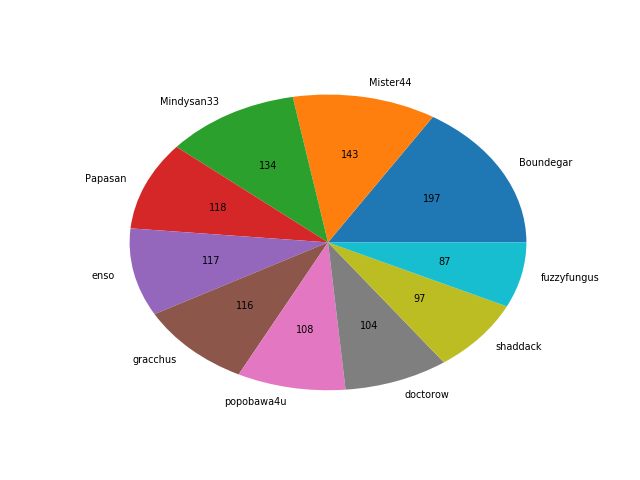 Mister44
Mindysan33
143
134
Boundegar
Papasan
197
118
117
87
enso
fuzzyfungus
97
116
108
104
shaddack
gracchus
doctorow
popobawa4u